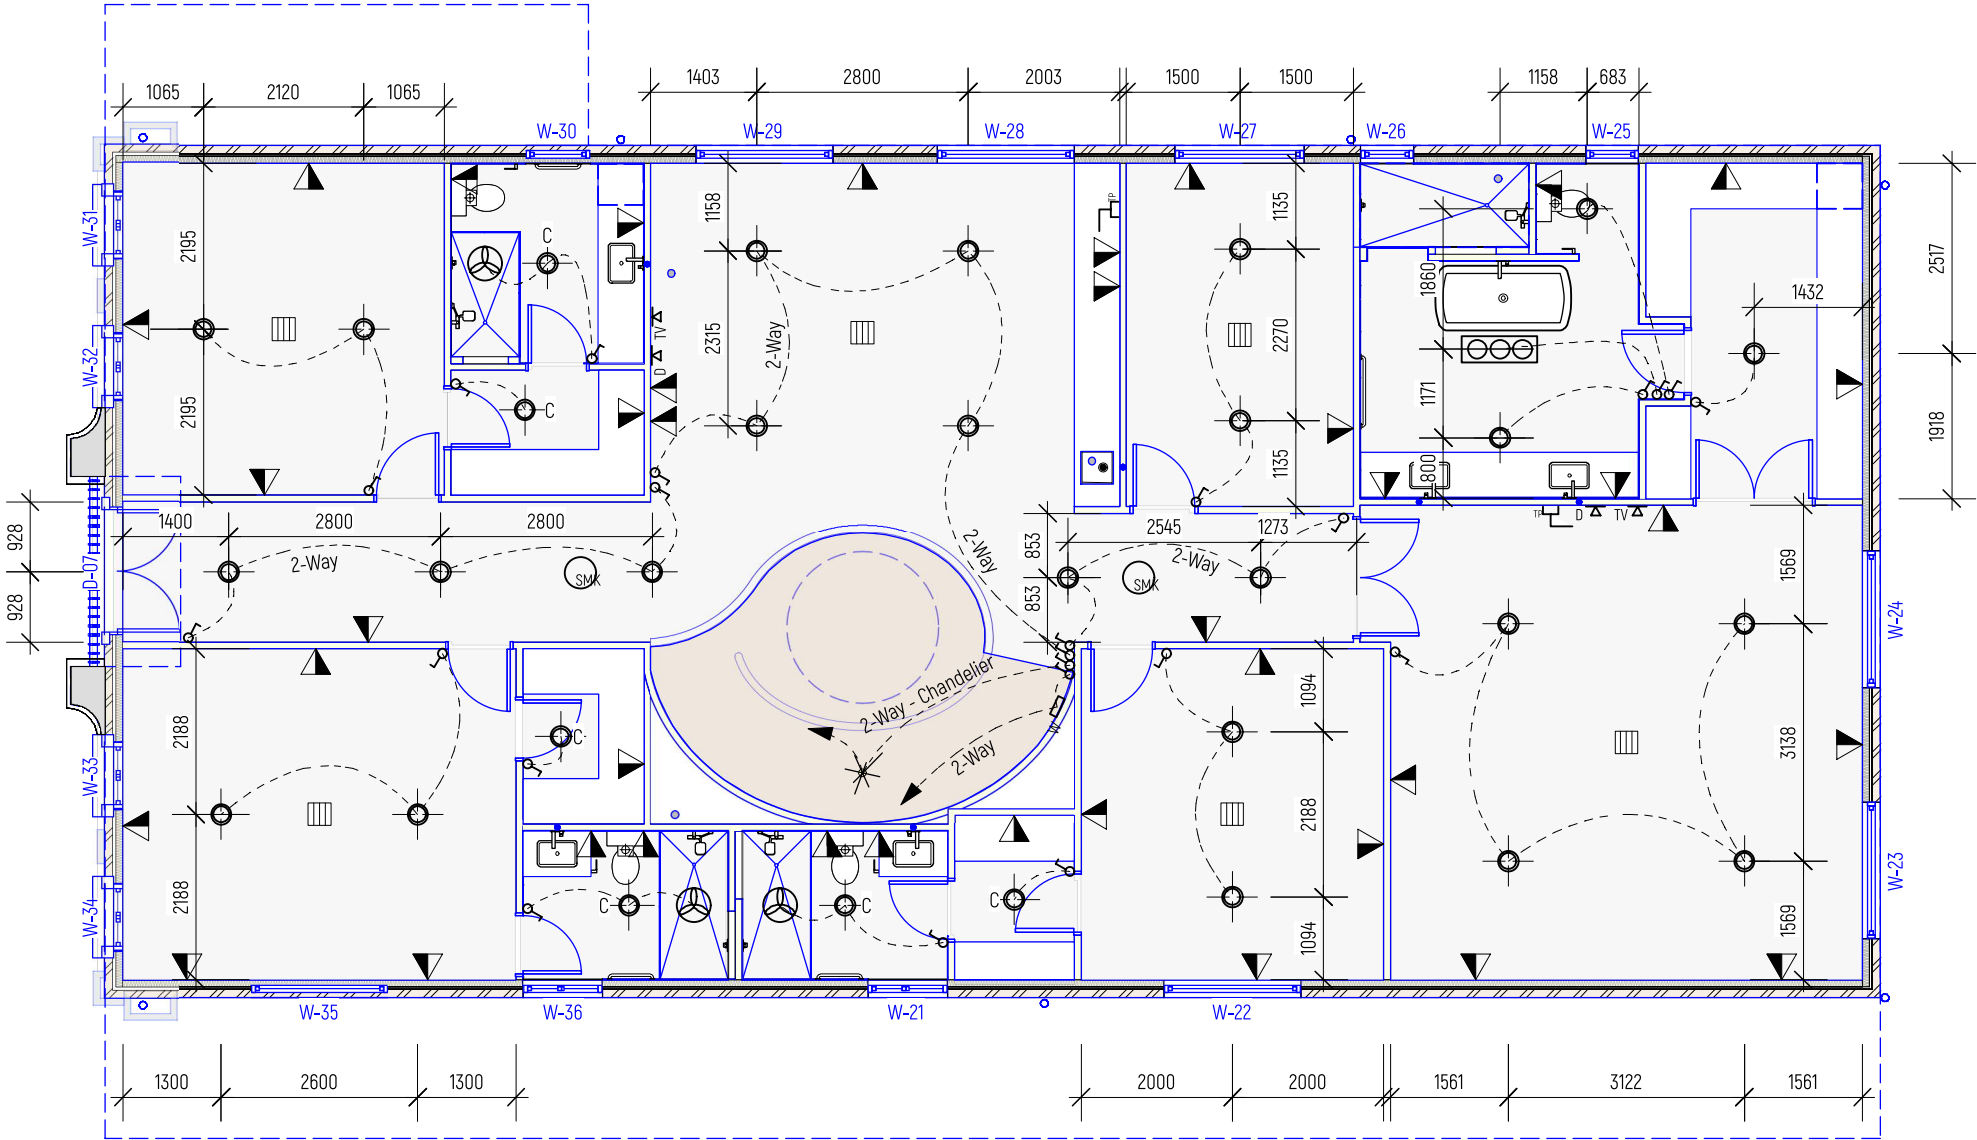 1403
2800
2003
1500
1500
1158
683
1065
2120
1065
W-30
W-29
W-28
W-27
W-26
W-25
W-31
2195
C
1158
TP
1135
2517
1860
1432
W-32
2315
2-Way
TV
D
2270
2195
C
1171
1918
1135
800
928
1400
2800
2800
2545
1273
TP
D
TV
853
2-Way
2-Way
SMK
2-Way
SMK
1569
D-07
928
853
W-24
2-Way - Chandelier
1094
2188
C
W
2-Way
3138
W-33
2188
W-23
2188
C
C
C
W-34
1094
1569
W-35
W-36
W-21
W-22
1300
2600
1300
2000
2000
1561
3122
1561